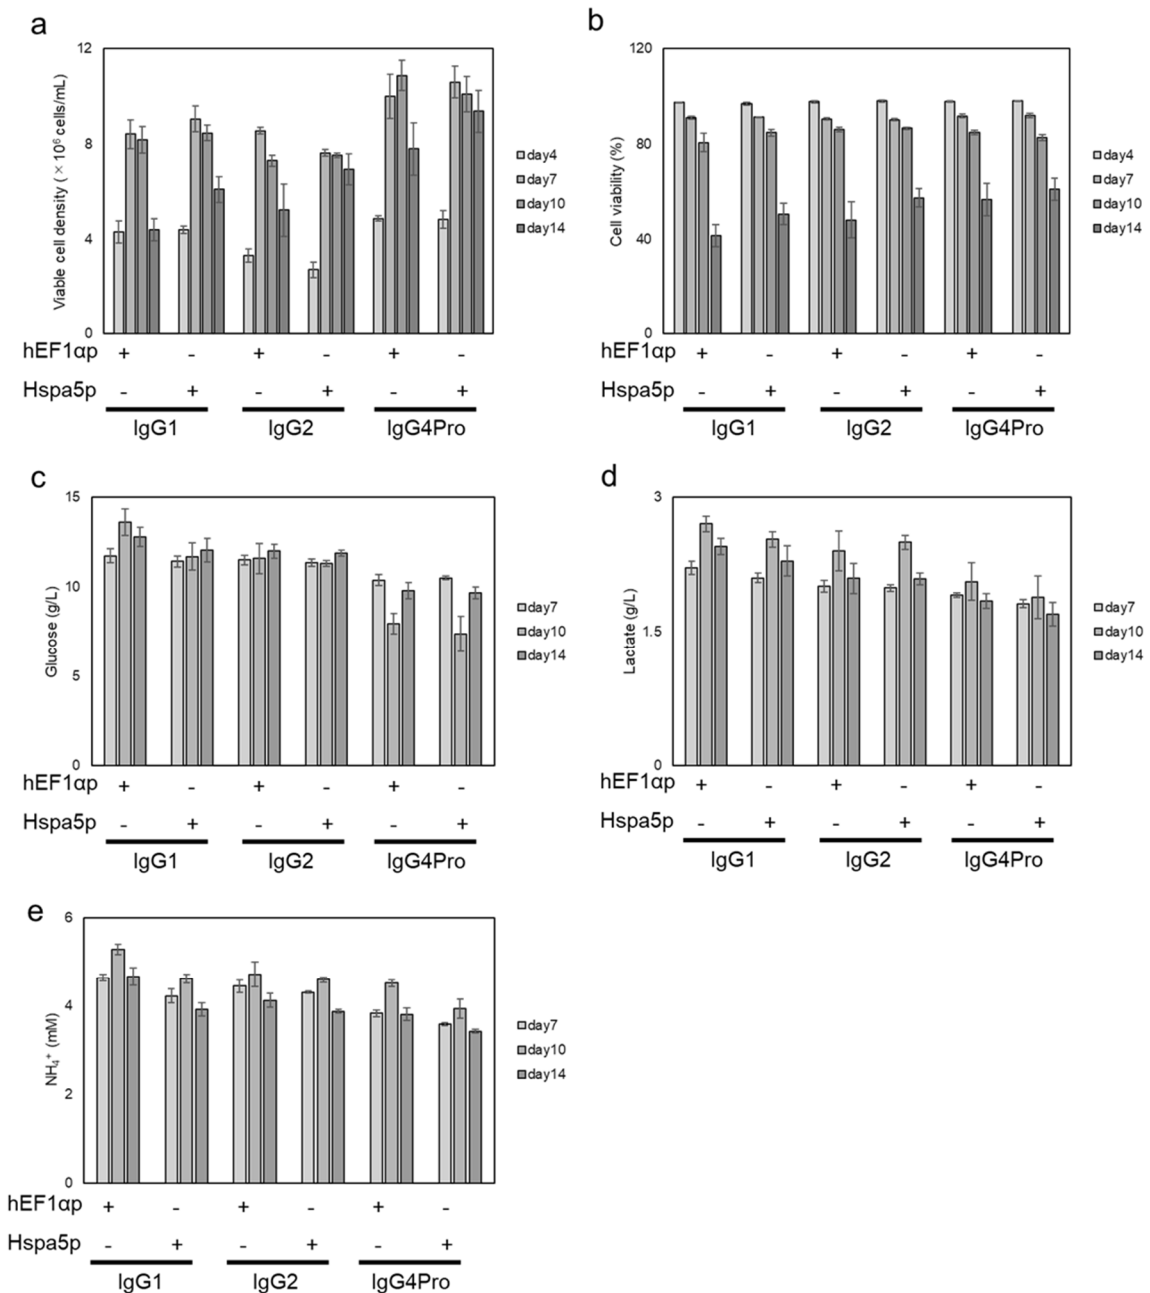 a
Viable cell density (×10⁶ cells/mL)
12
8
4
0
day4
day7
day10
day14
hEF1αp + - + - + -
Hspa5p - + - + - +
IgG1 IgG2 IgG4Pro
b
Cell viability (%)
120
80
40
0
day4
day7
day10
day14
hEF1αp + - + - + -
Hspa5p - + - + - +
IgG1 IgG2 IgG4Pro
c
Glucose (g/L)
15
10
5
0
day7
day10
day14
hEF1αp + - + - + -
Hspa5p - + - + - +
IgG1 IgG2 IgG4Pro
d
Lactate (g/L)
3
1.5
0
day7
day10
day14
hEF1αp + - + - + -
Hspa5p - + - + - +
IgG1 IgG2 IgG4Pro
e
NH₄⁺ (mM)
6
4
2
0
day7
day10
day14
hEF1αp + - + - + -
Hspa5p - + - + - +
IgG1 IgG2 IgG4Pro